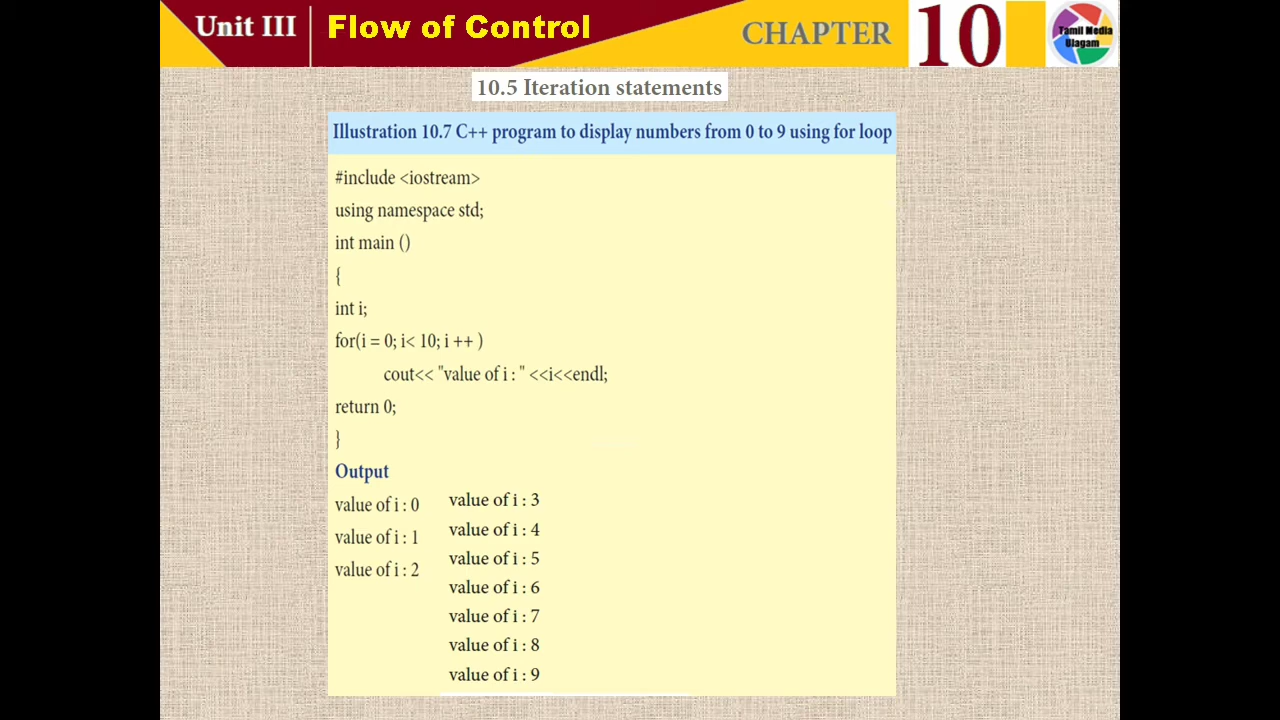 Unit III
Flow of Control
CHAPTER 10
Tamil Media
Ulagam
10.5 Iteration statements
Illustration 10.7 C++ program to display numbers from 0 to 9 using for loop
#include <iostream>
using namespace std;
int main ()
{
int i;
for(i = 0; i< 10; i ++ )
cout<< "value of i : " <<i<<endl;
return 0;
}
Output
value of i : 0
value of i : 1
value of i : 2
value of i : 3
value of i : 4
value of i : 5
value of i : 6
value of i : 7
value of i : 8
value of i : 9